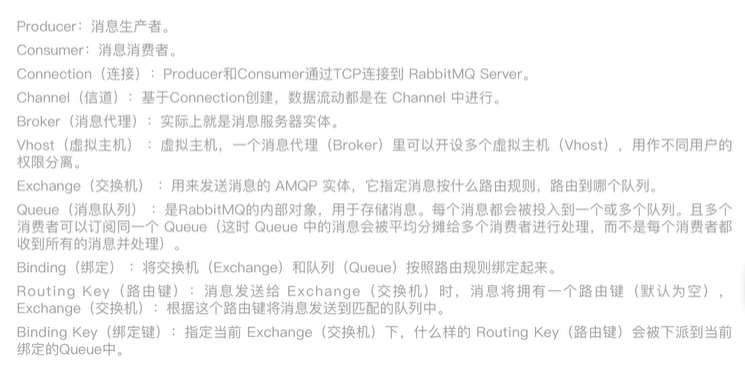 Producer：消息生产者。
Consumer：消息消费者。
Connection（连接）：Producer和Consumer通过TCP连接到 RabbitMQ Server。
Channel（信道）：基于Connection创建，数据流动都是在 Channel 中进行。
Broker（消息代理）：实际上就是消息服务器实体。
Vhost（虚拟主机）：虚拟主机，一个消息代理（Broker）里可以开设多个虚拟主机（Vhost），用作不同用户的
权限分离。
Exchange（交换机）：用来发送消息的 AMQP 实体，它指定消息按什么路由规则，路由到哪个队列。
Queue（消息队列）：是RabbitMQ的内部对象，用于存储消息。每个消息都会被投入到一个或多个队列。且多个
消费者可以订阅同一个 Queue（这时 Queue 中的消息会被平均分摊给多个消费者进行处理，而不是每个消费者都
收到所有的消息并处理）。
Binding（绑定）：将交换机（Exchange）和队列（Queue）按照路由规则绑定起来。
Routing Key（路由键）：消息发送给 Exchange（交换机）时，消息将拥有一个路由键（默认为空），
Exchange（交换机）：根据这个路由键将消息发送到匹配的队列中。
Binding Key（绑定键）：指定当前 Exchange（交换机）下，什么样的 Routing Key（路由键）会被下派到当前
绑定的Queue中。